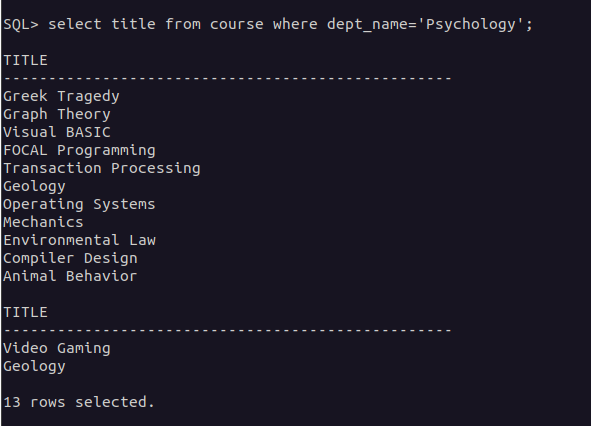 SQL> select title from course where dept_name='Psychology';
TITLE
--------------------------------------------------
Greek Tragedy
Graph Theory
Visual BASIC
FOCAL Programming
Transaction Processing
Geology
Operating Systems
Mechanics
Environmental Law
Compiler Design
Animal Behavior
TITLE
--------------------------------------------------
Video Gaming
Geology
13 rows selected.